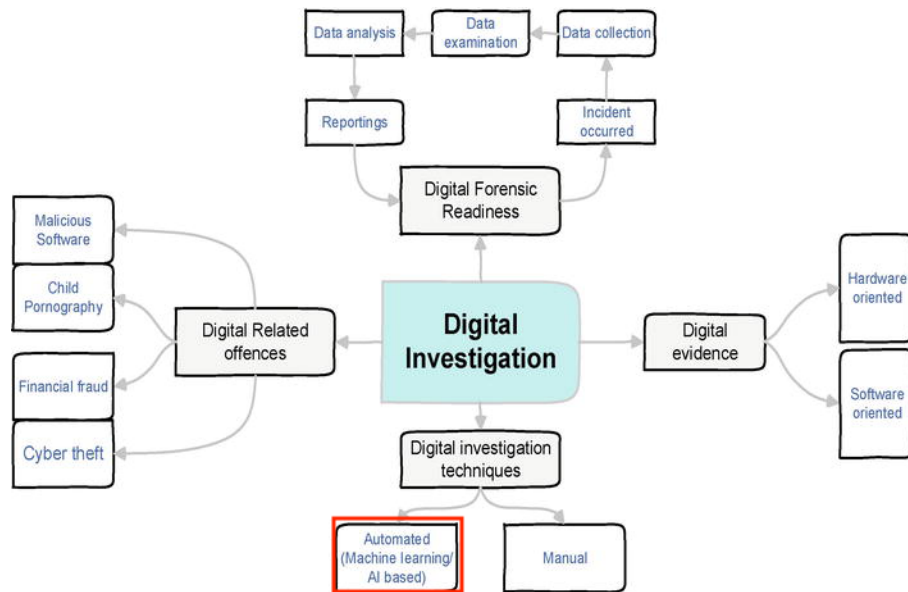 Data analysis
Data
examination
Data collection
Reportings
Incident
occurred
Digital Forensic
Readiness
Malicious
Software
Child
Pornography
Financial fraud
Cyber theft
Digital Related
offences
Digital
Investigation
Digital
evidence
Hardware
oriented
Software
oriented
Digital investigation
techniques
Automated
(Machine learning/
AI based)
Manual